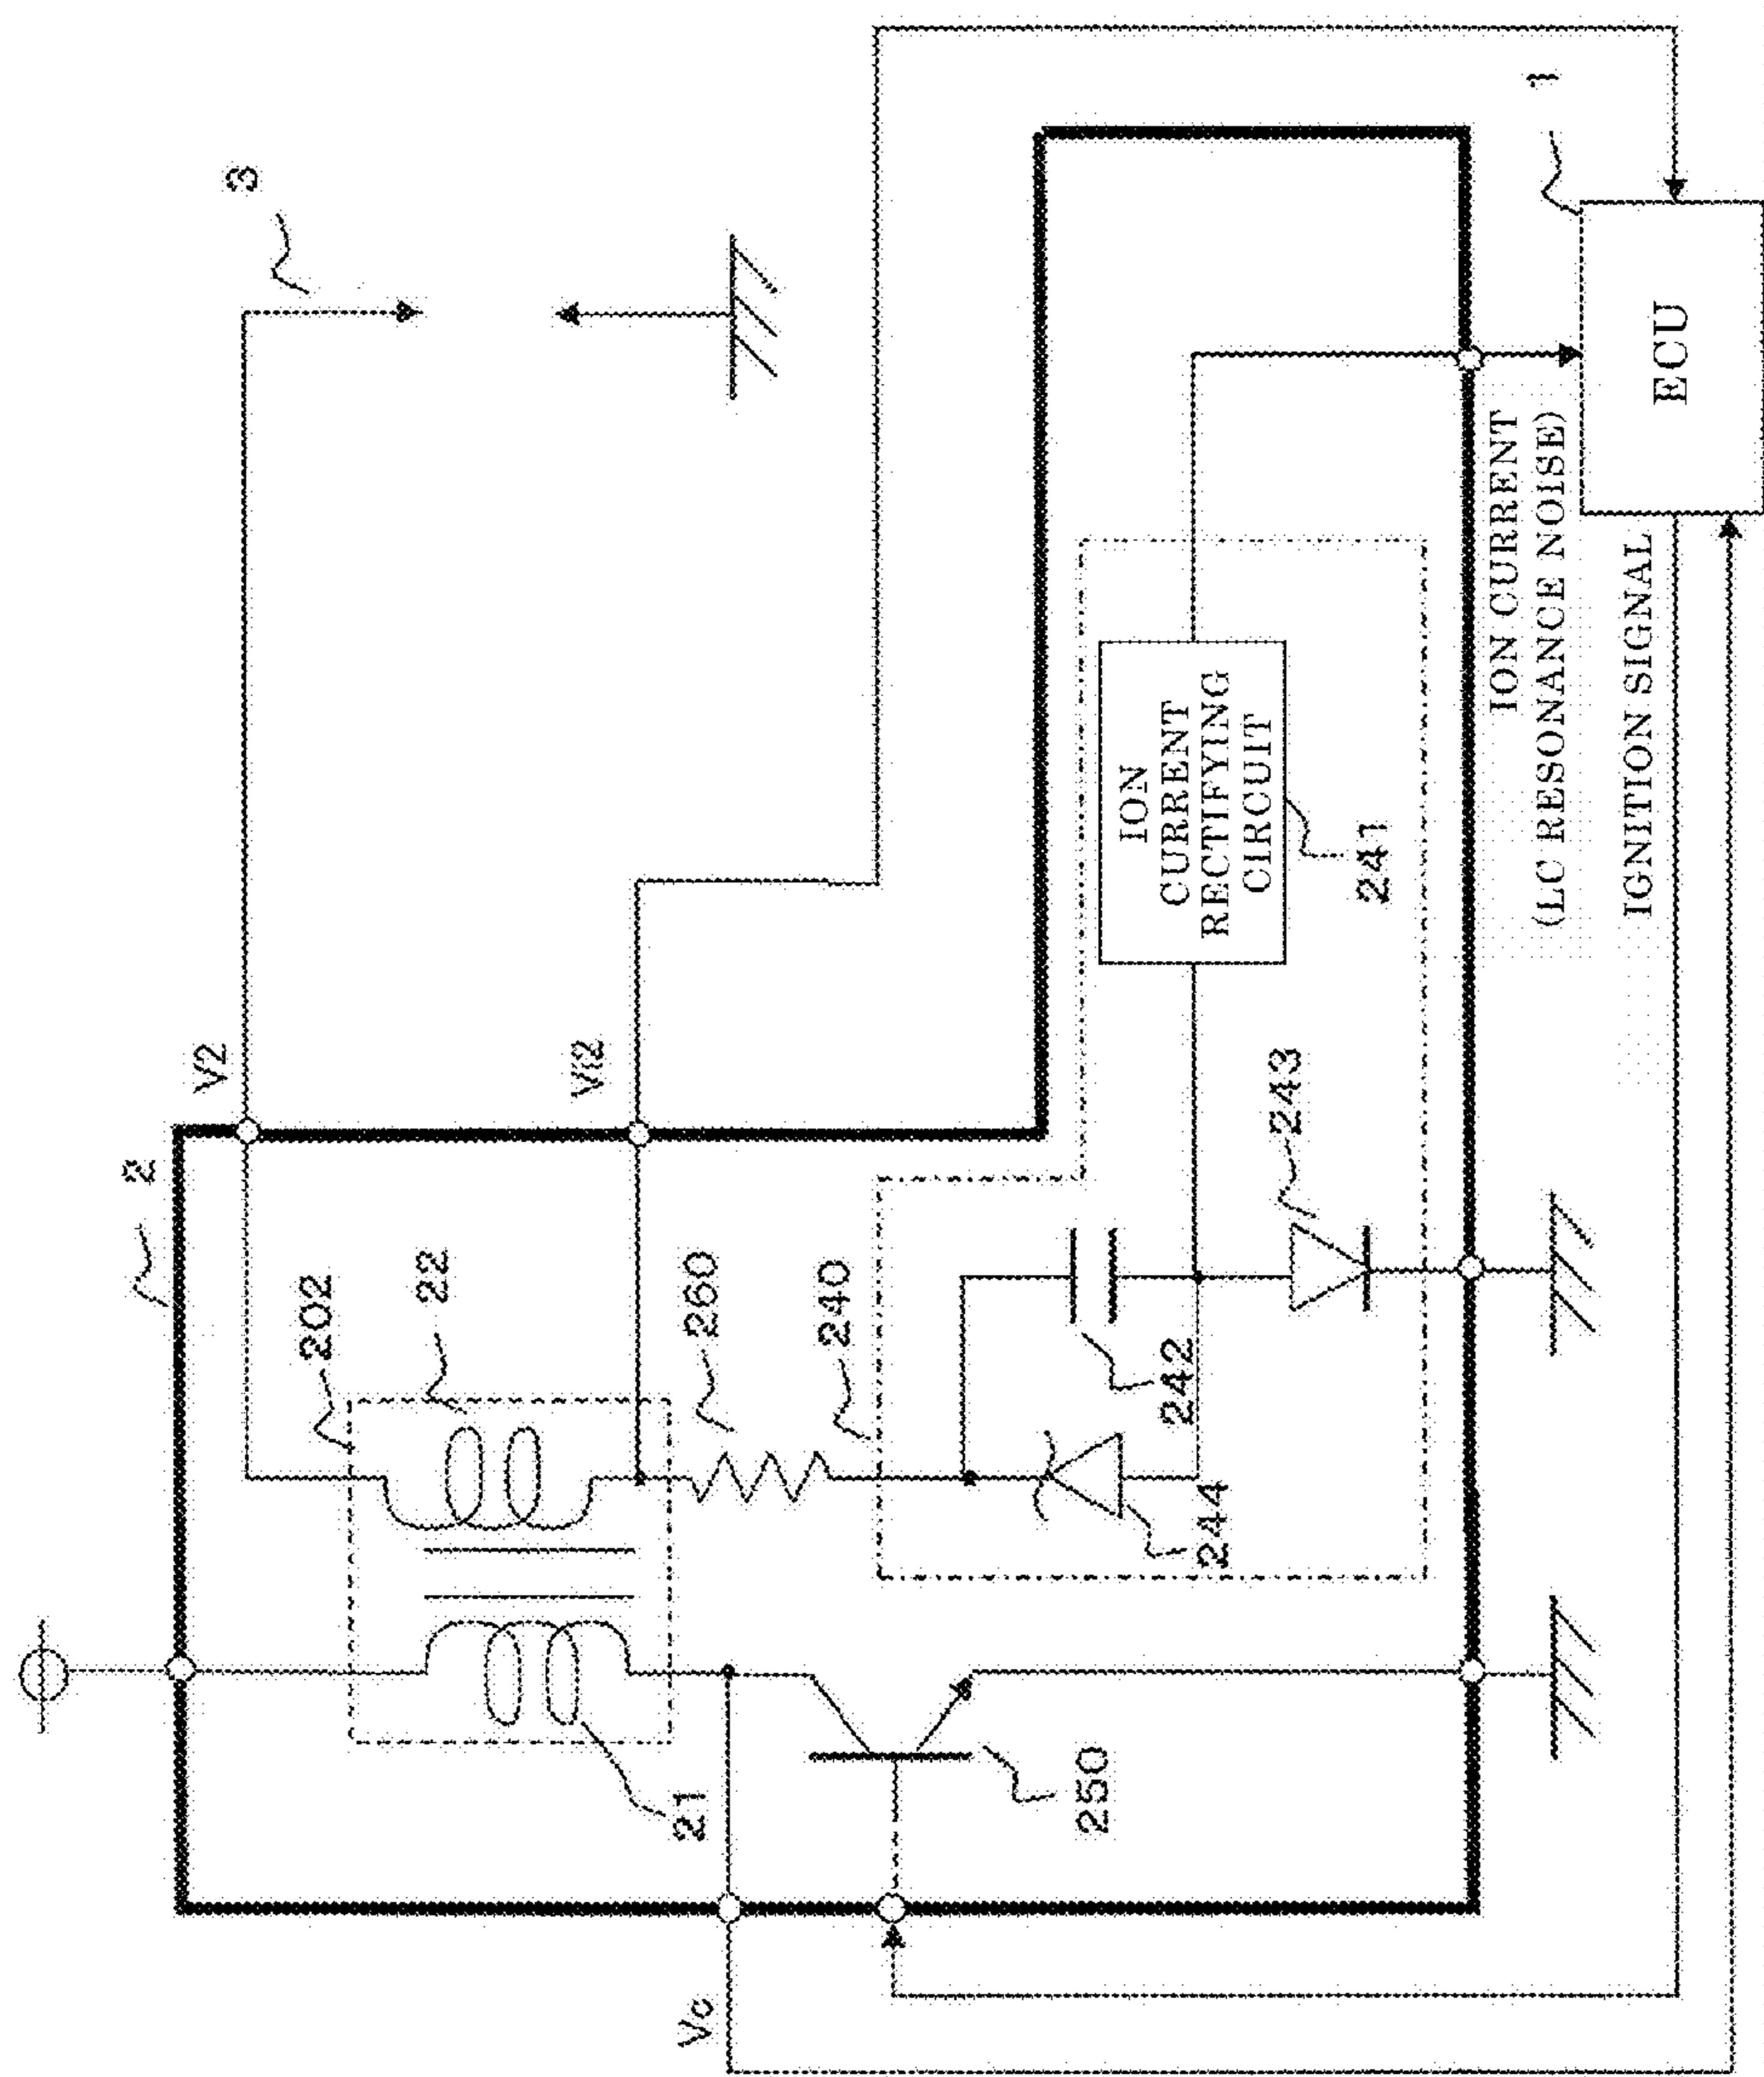 3
1
V2
Vi2
2
202
22
260
240
ION
CURRENT
RECTIFYING
CIRCUIT
241
242
243
244
21
250
Vc
ION CURRENT
(LC RESONANCE NOISE)
IGNITION SIGNAL
ECU